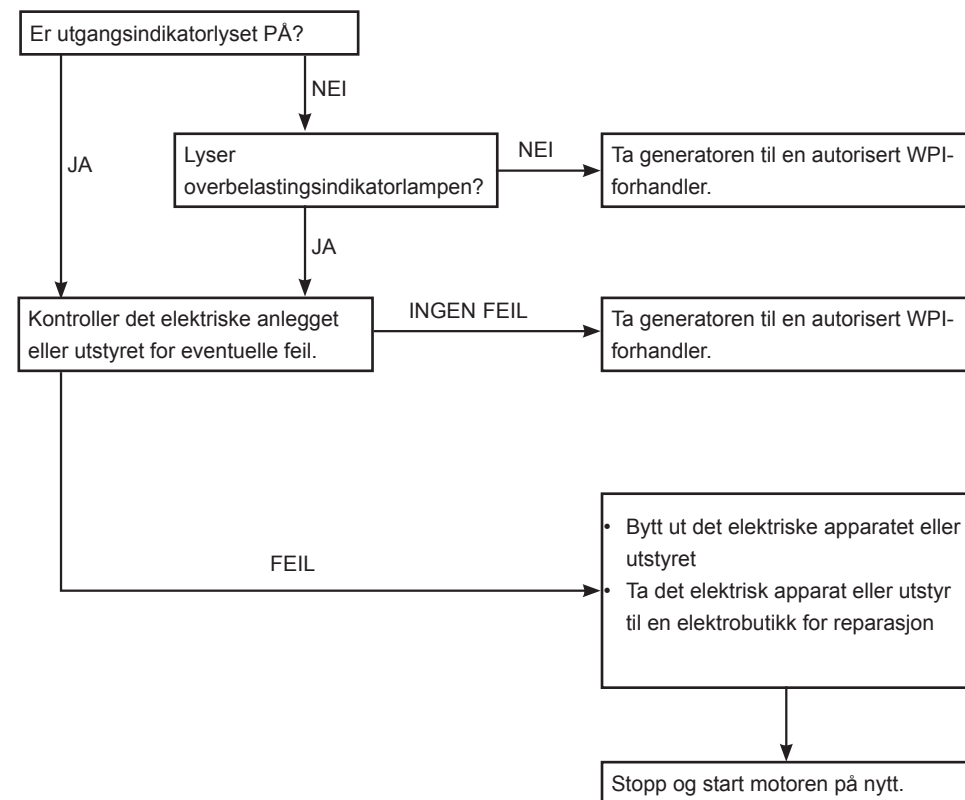 Er utgangsindikatorlyset PÅ?
NEI
JA
Lyser
overbelastingsindikatorlampen?
NEI
Ta generatoren til en autorisert WPI-
forhandler.
JA
Kontroller det elektriske anlegget
eller utstyret for eventuelle feil.
INGEN FEIL
Ta generatoren til en autorisert WPI-
forhandler.
FEIL
• Bytt ut det elektriske apparatet eller
utstyret
• Ta det elektrisk apparat eller utstyr
til en elektrobutikk for reparasjon
Stopp og start motoren på nytt.